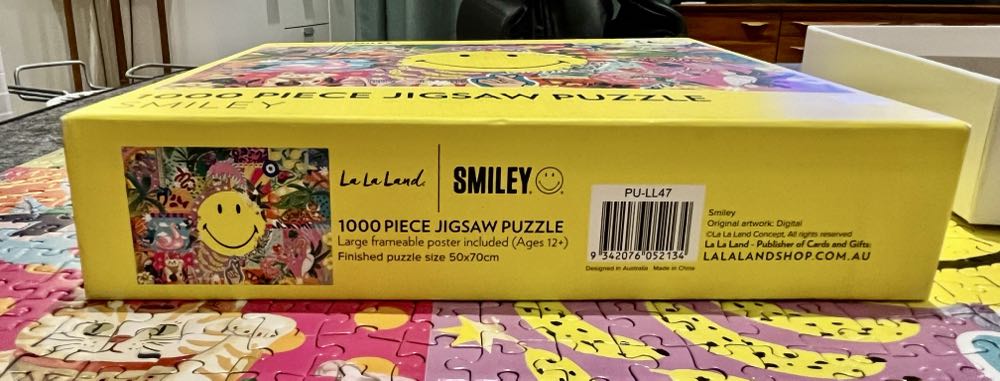 1000 PIECE JIGSAW PUZZLE
SMILEY
La La Land.
SMILEY
1000 PIECE JIGSAW PUZZLE
Large frameable poster included (Ages 12+)
Finished puzzle size 50x70cm
PU-LL47
9 342076 052134
Designed in Australia Made in China
Smiley
Original artwork: Digital
©La La Land Concept, All rights reserved
La La Land - Publisher of Cards and Gifts:
LALALANDSHOP.COM.AU